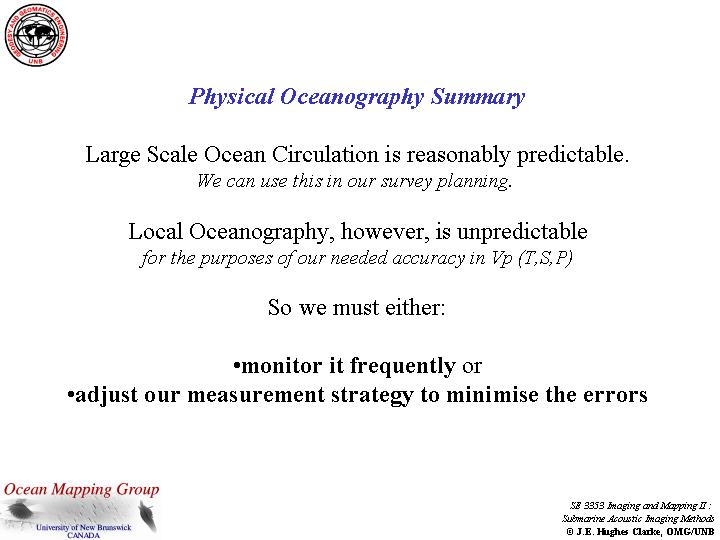 GEODESY AND GEOMATICS ENGINEERING
UNB
Physical Oceanography Summary
Large Scale Ocean Circulation is reasonably predictable.
We can use this in our survey planning.
Local Oceanography, however, is unpredictable
for the purposes of our needed accuracy in Vp (T,S,P)
So we must either:
•monitor it frequently or
•adjust our measurement strategy to minimise the errors
Ocean Mapping Group
University of New Brunswick
CANADA
SE 3353 Imaging and Mapping II :
Submarine Acoustic Imaging Methods
© J.E. Hughes Clarke, OMG/UNB